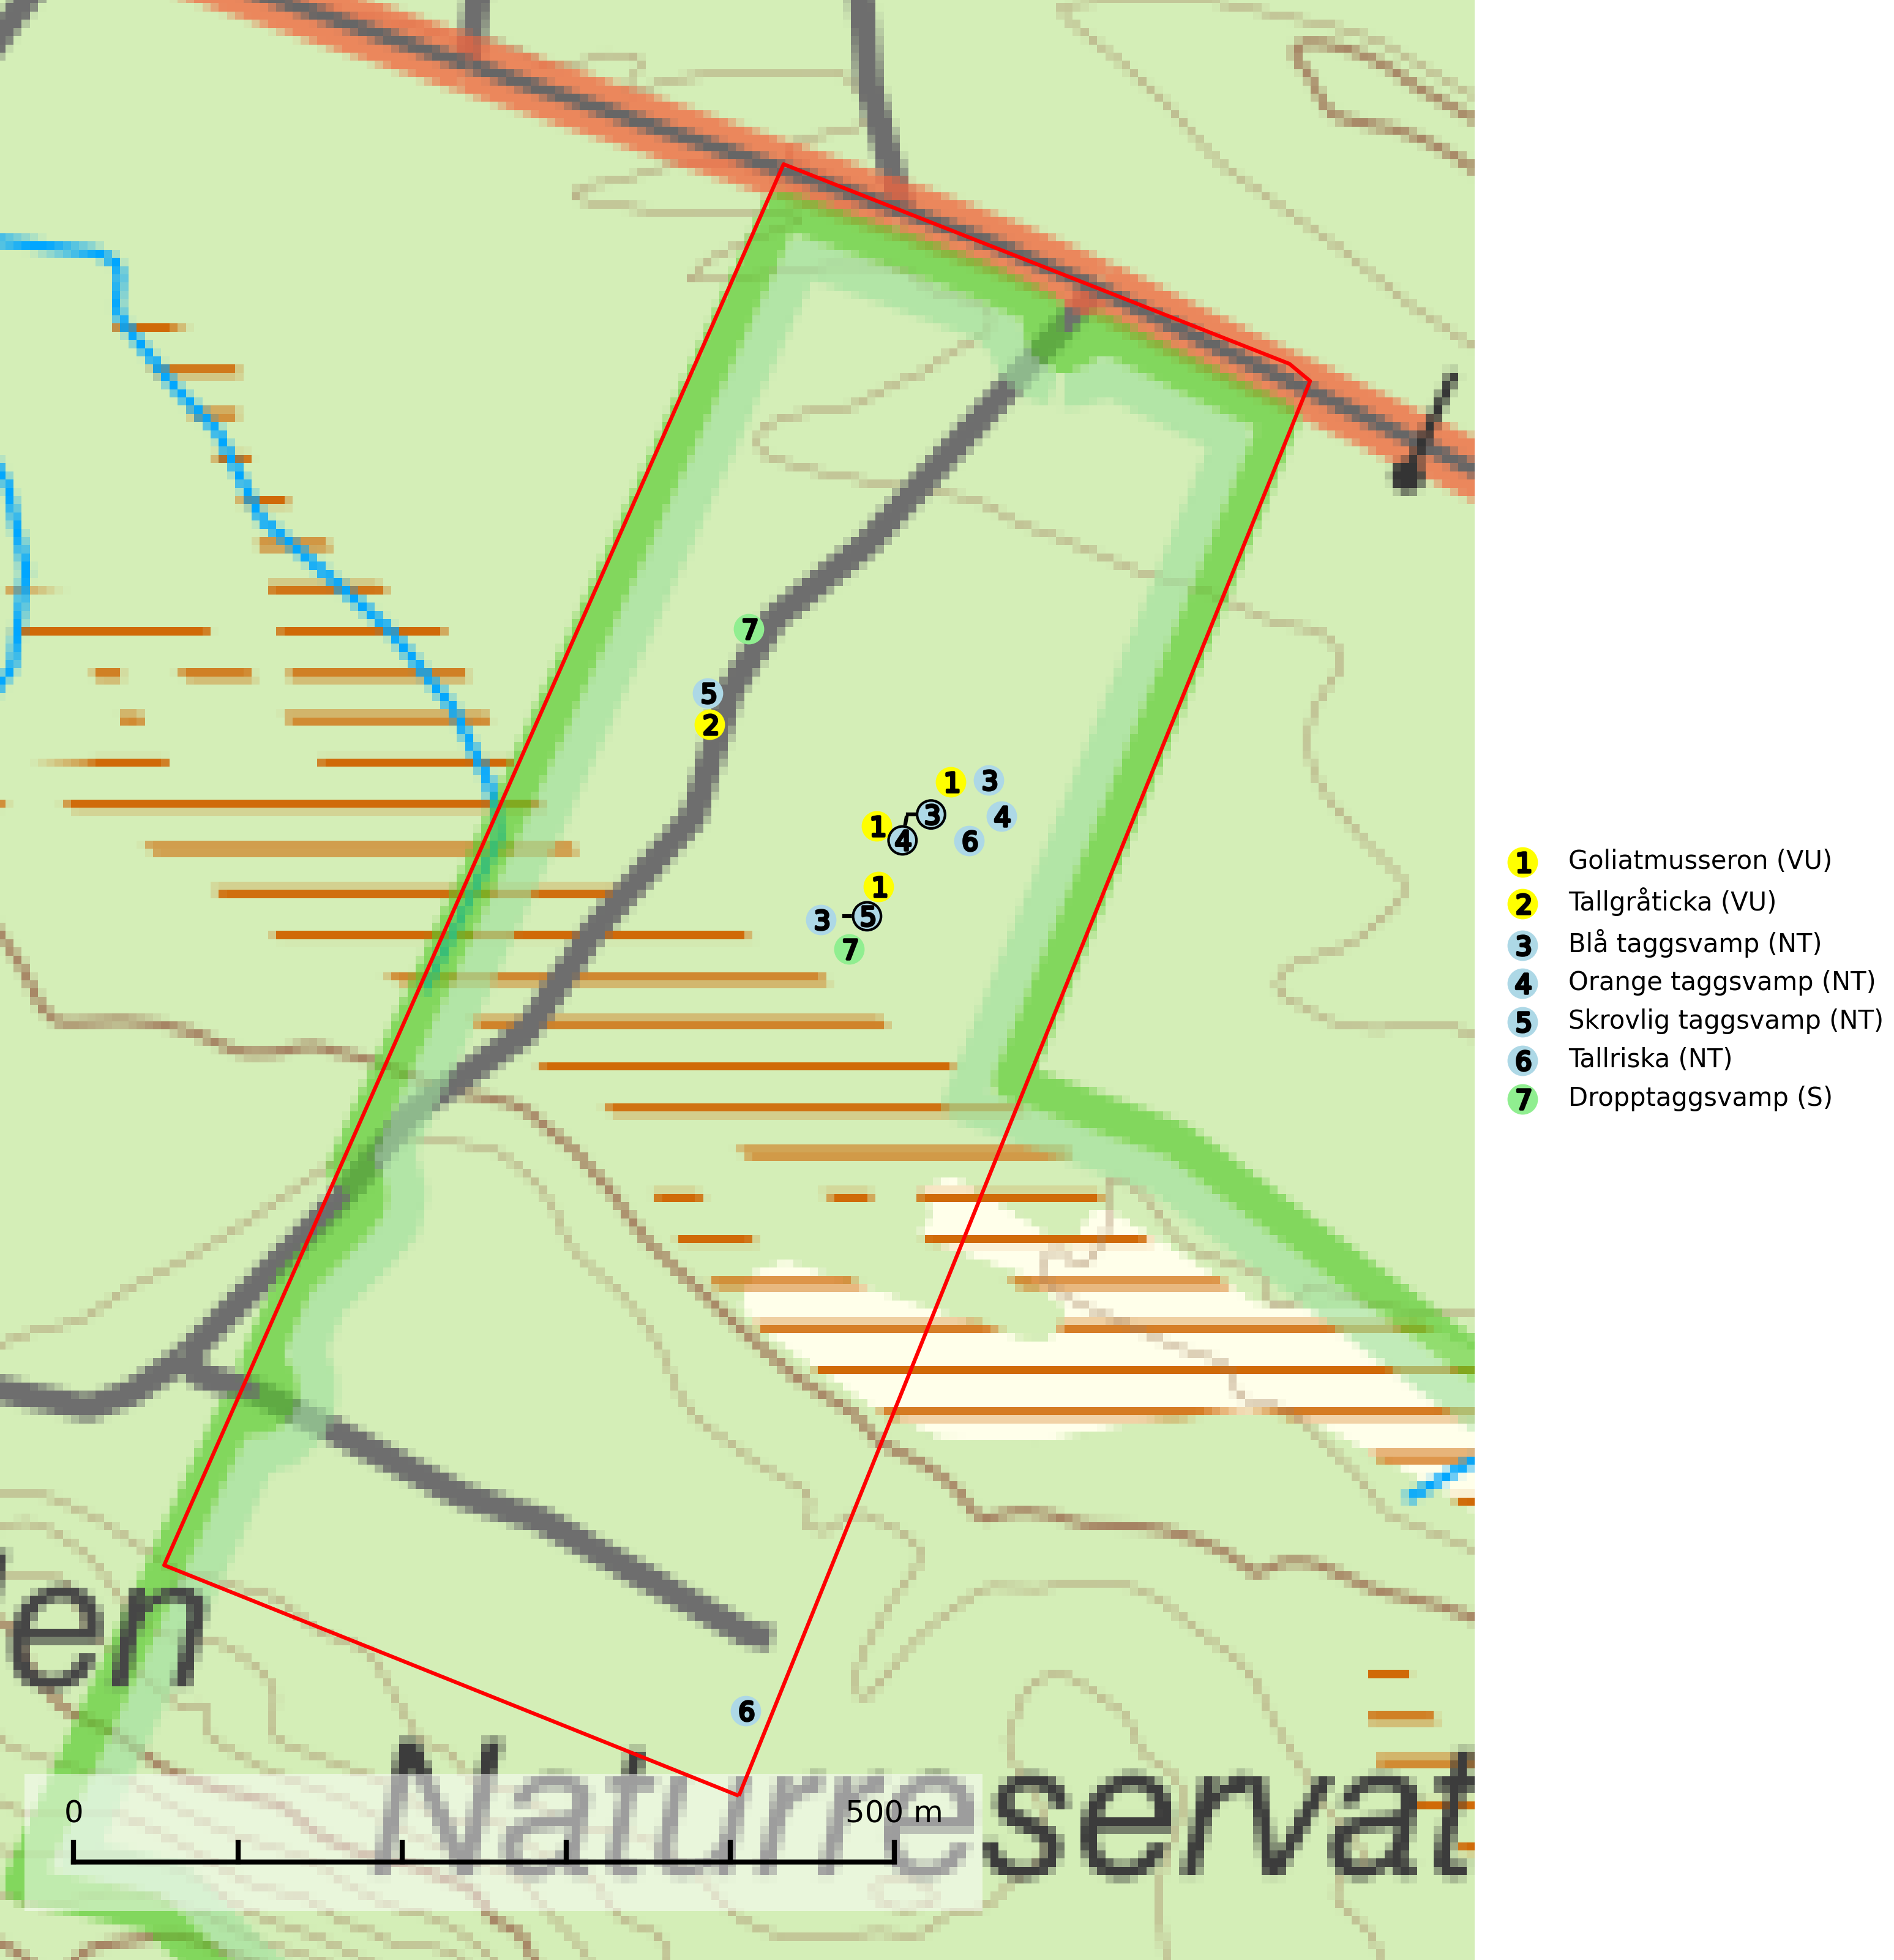 7
5
2
1
3
3
4
1
4
6
1
3
5
7
6
en
Naturreservat
0
500 m
1 Goliatmusseron (VU)
2 Tallgråticka (VU)
3 Blå taggsvamp (NT)
4 Orange taggsvamp (NT)
5 Skrovlig taggsvamp (NT)
6 Tallriska (NT)
7 Dropptaggsvamp (S)